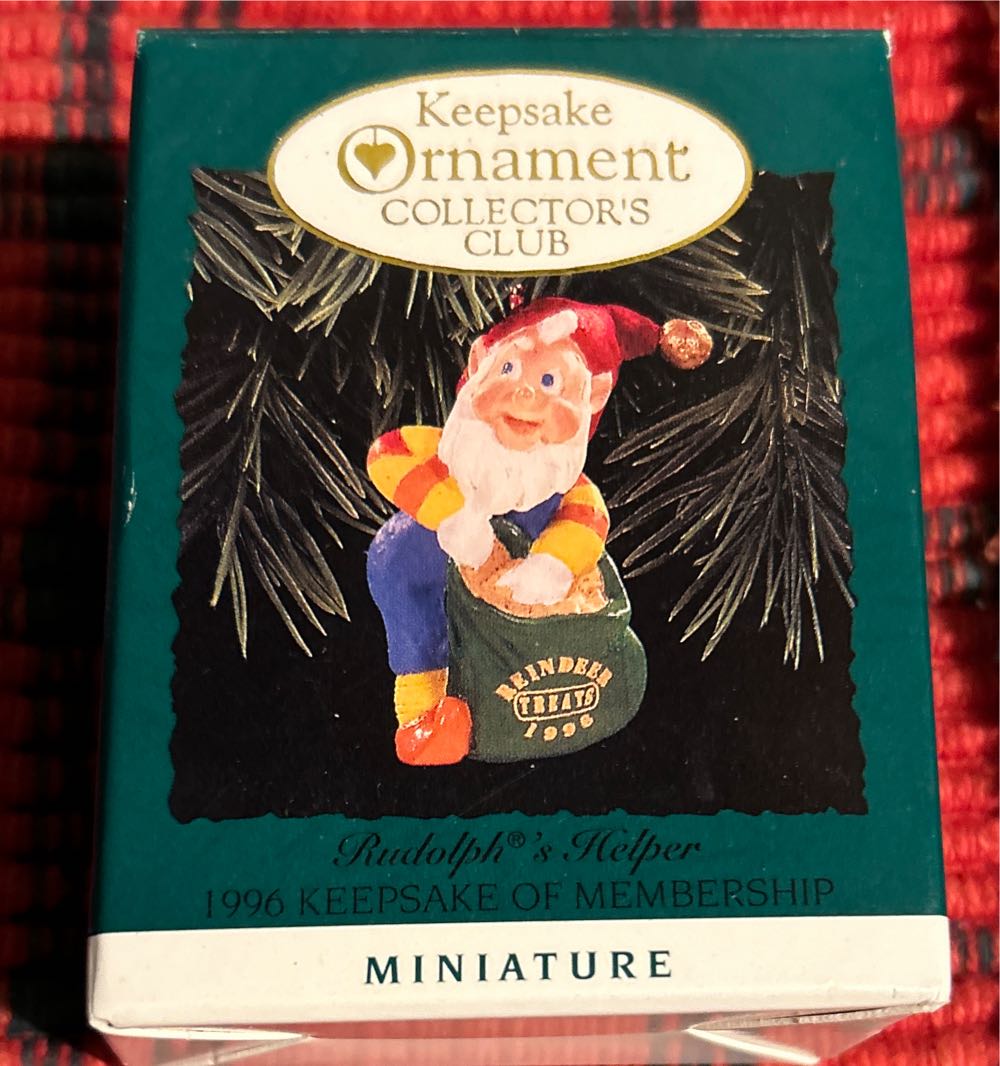 Keepsake
Ornament
COLLECTOR'S
CLUB
REINDEER
TREATS
1996
Rudolph®'s Helper
1996 KEEPSAKE OF MEMBERSHIP
MINIATURE